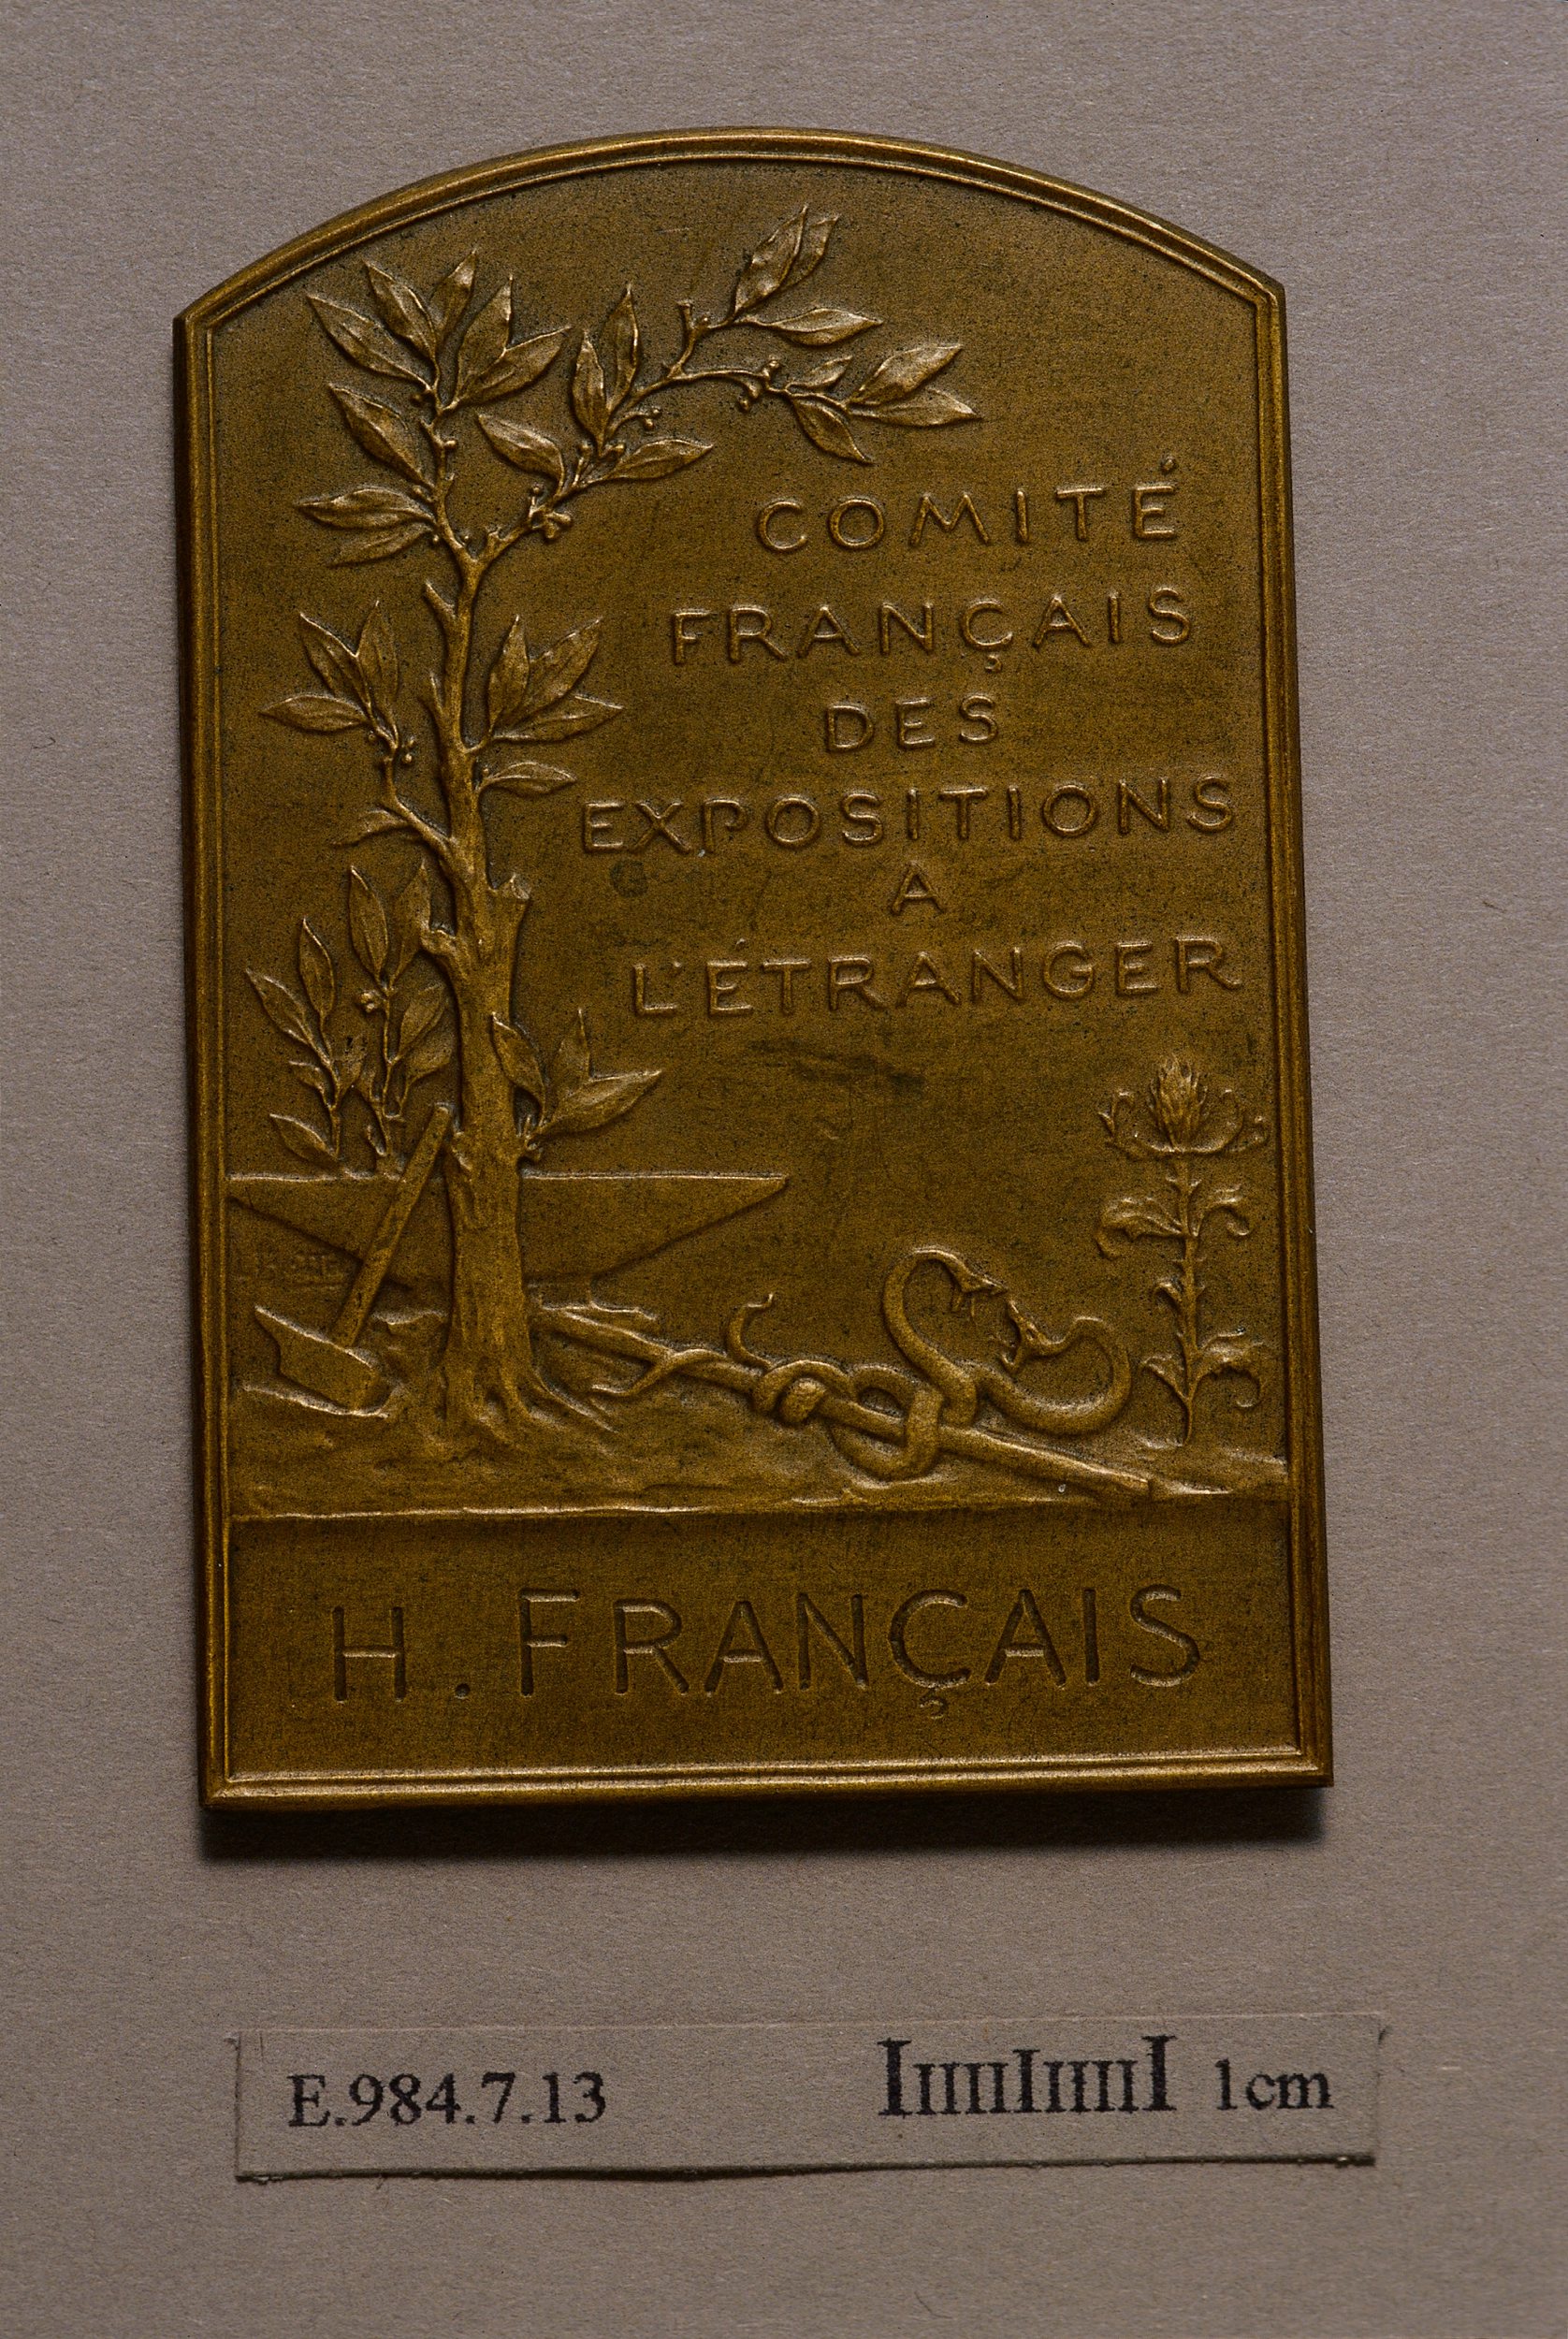 COMITÉ
FRANÇAIS
DES
EXPOSITIONS
A
L'ÉTRANGER
H. FRANÇAIS
E.984.7.13 1cm